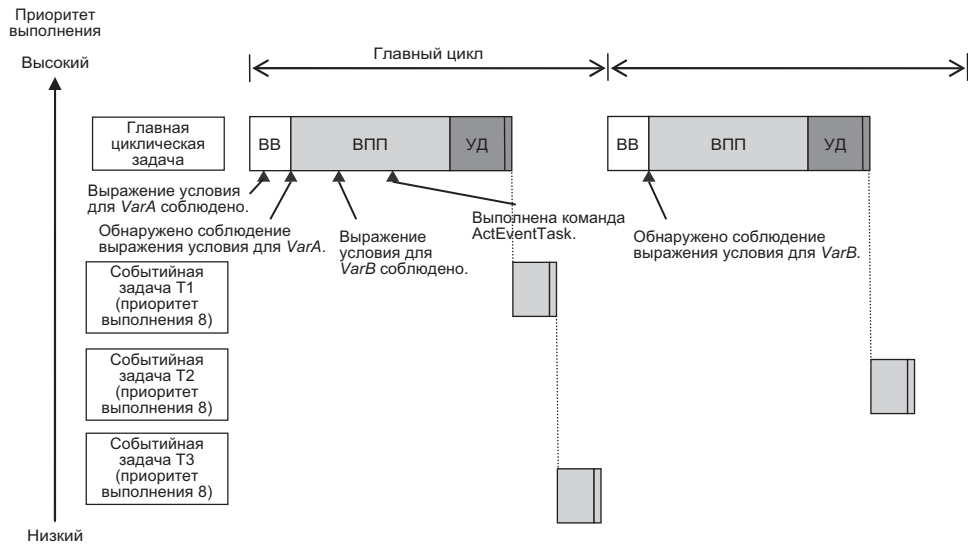 Приоритет
выполнения
Высокий
Главный цикл
Главная
циклическая
задача
ВВ
ВПП
УД
ВВ
ВПП
УД
Выражение условия
для VarA соблюдено.
Обнаружено соблюдение
выражения условия для VarA.
Выражение
условия для
VarB соблюдено.
Выполнена команда
ActEventTask.
Обнаружено соблюдение
выражения условия для VarB.
Событийная
задача T1
(приоритет
выполнения 8)
Событийная
задача T2
(приоритет
выполнения 8)
Событийная
задача T3
(приоритет
выполнения 8)
Низкий